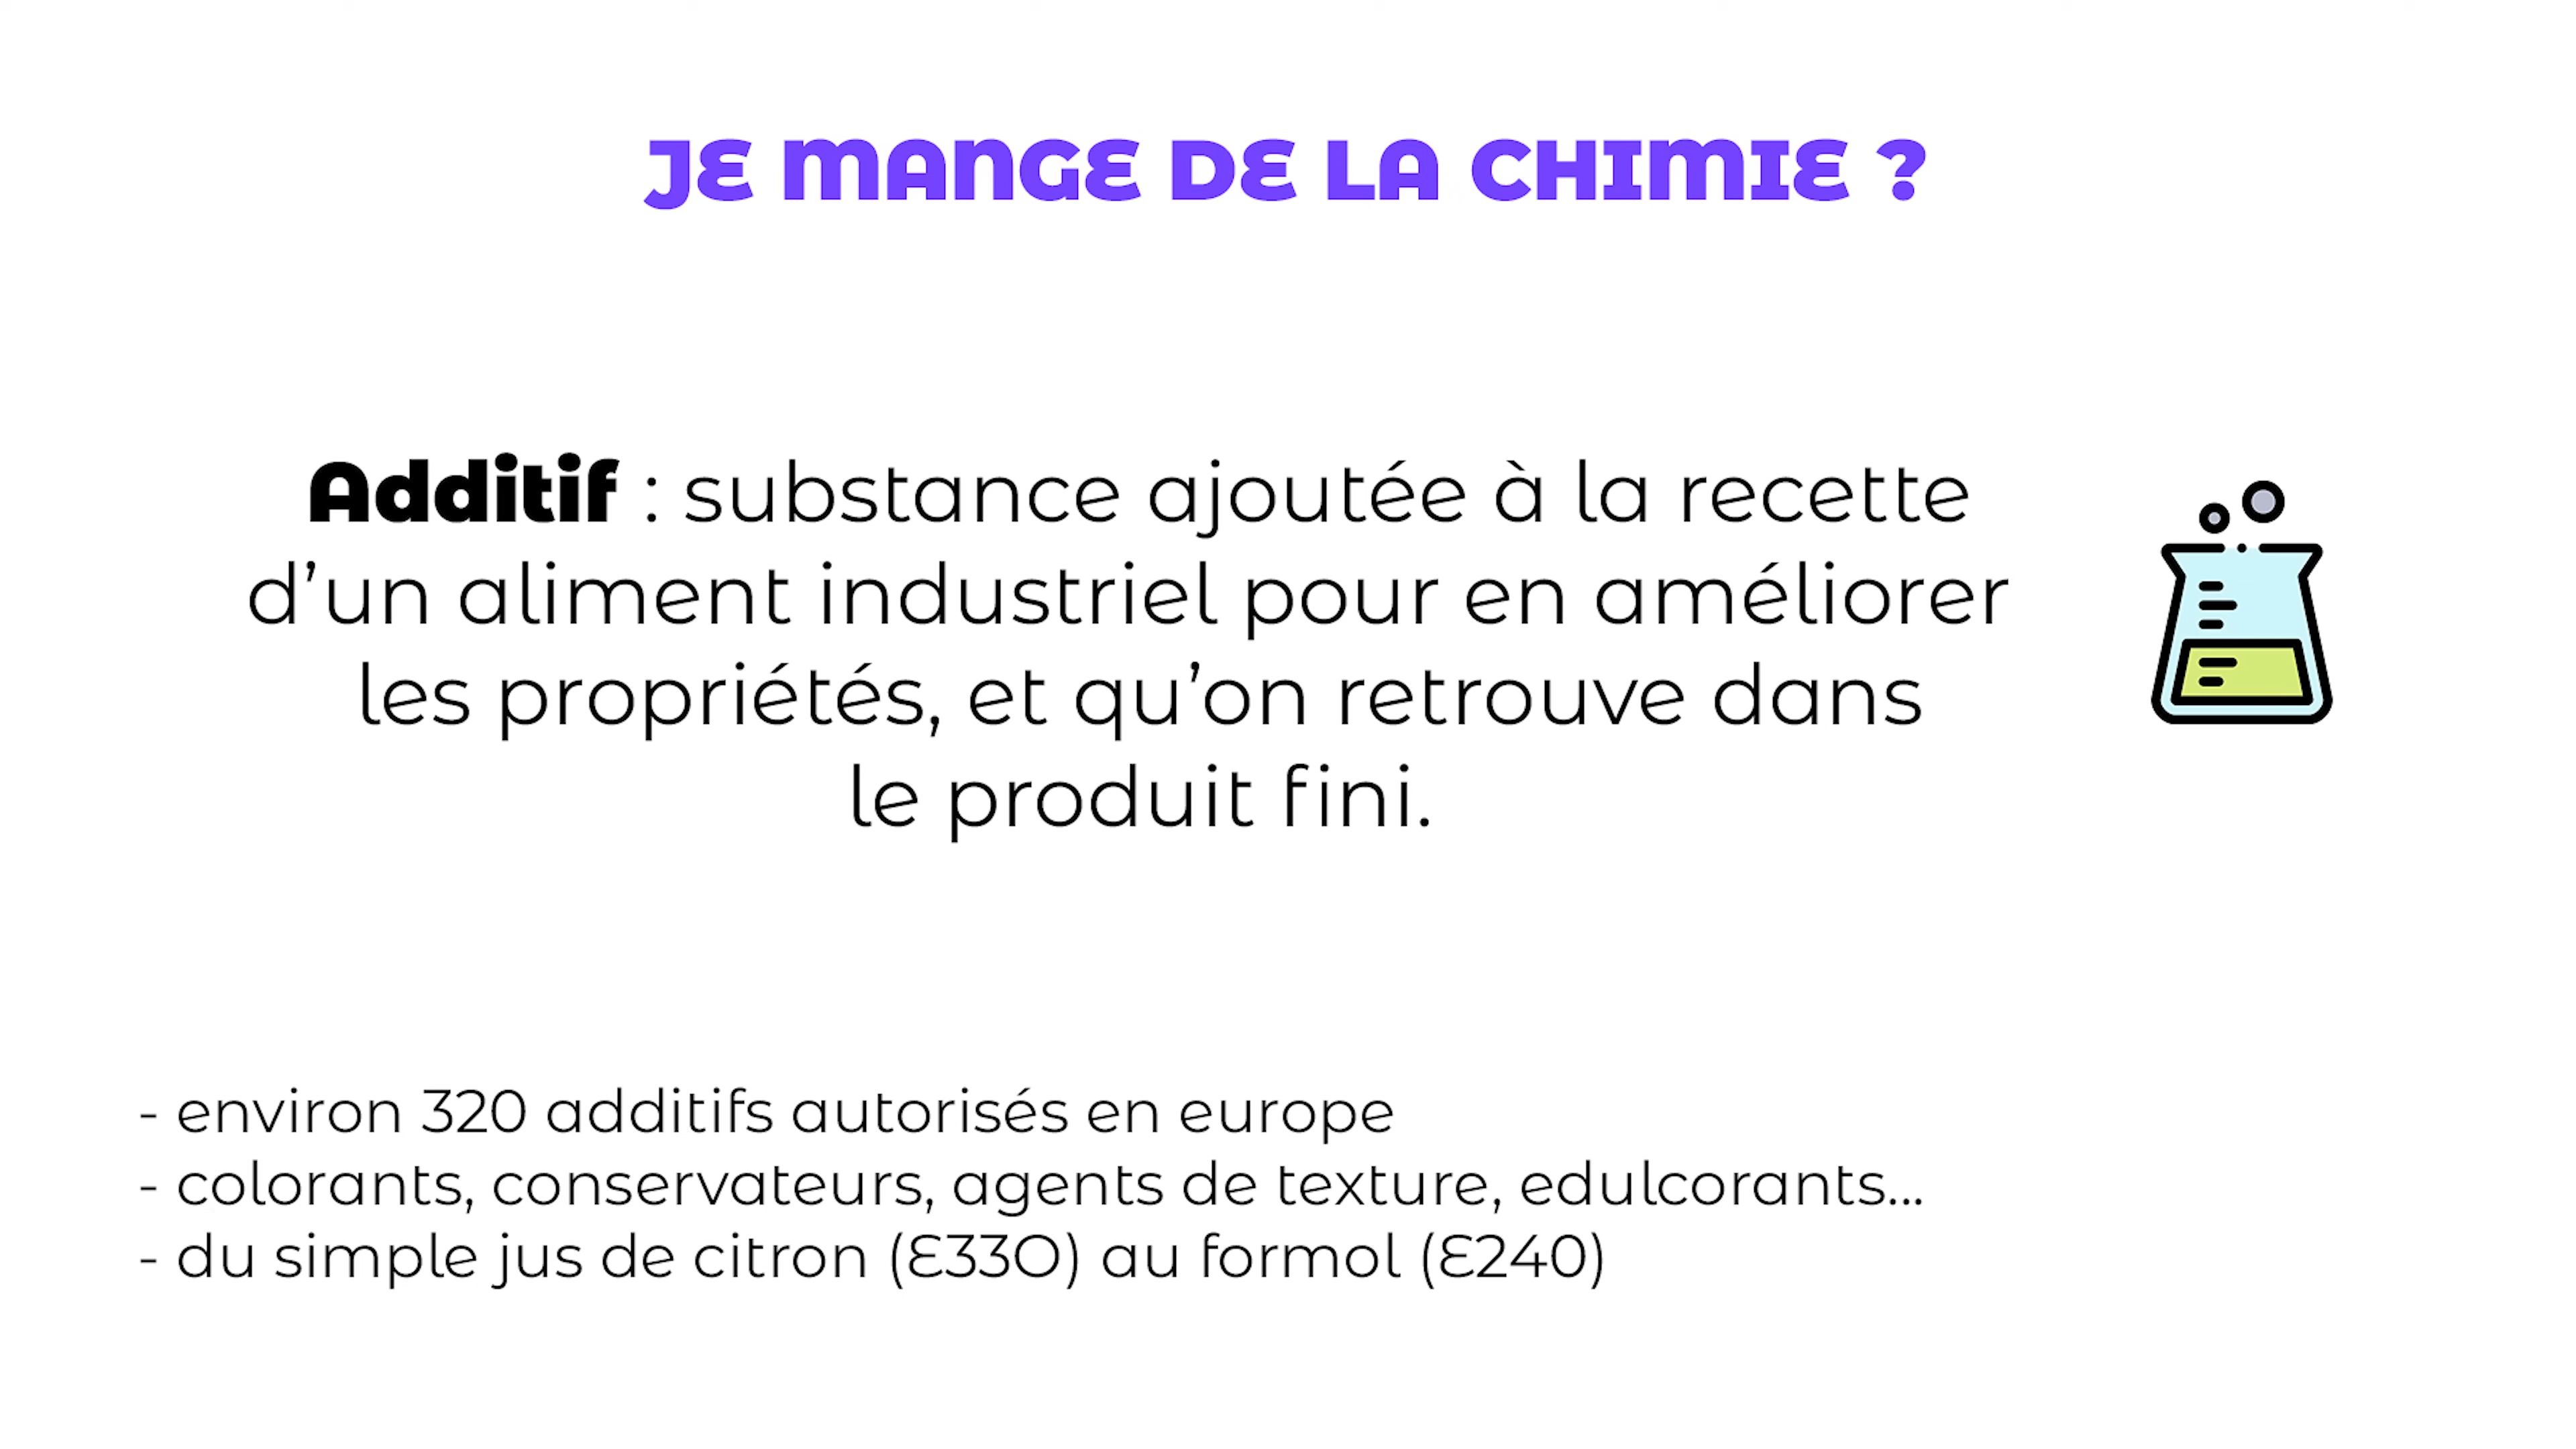 JE MANGE DE LA CHIMIE ?
Additif : substance ajoutée à la recette
d’un aliment industriel pour en améliorer
les propriétés, et qu’on retrouve dans
le produit fini.
- environ 320 additifs autorisés en europe
- colorants, conservateurs, agents de texture, edulcorants...
- du simple jus de citron (E33O) au formol (E240)